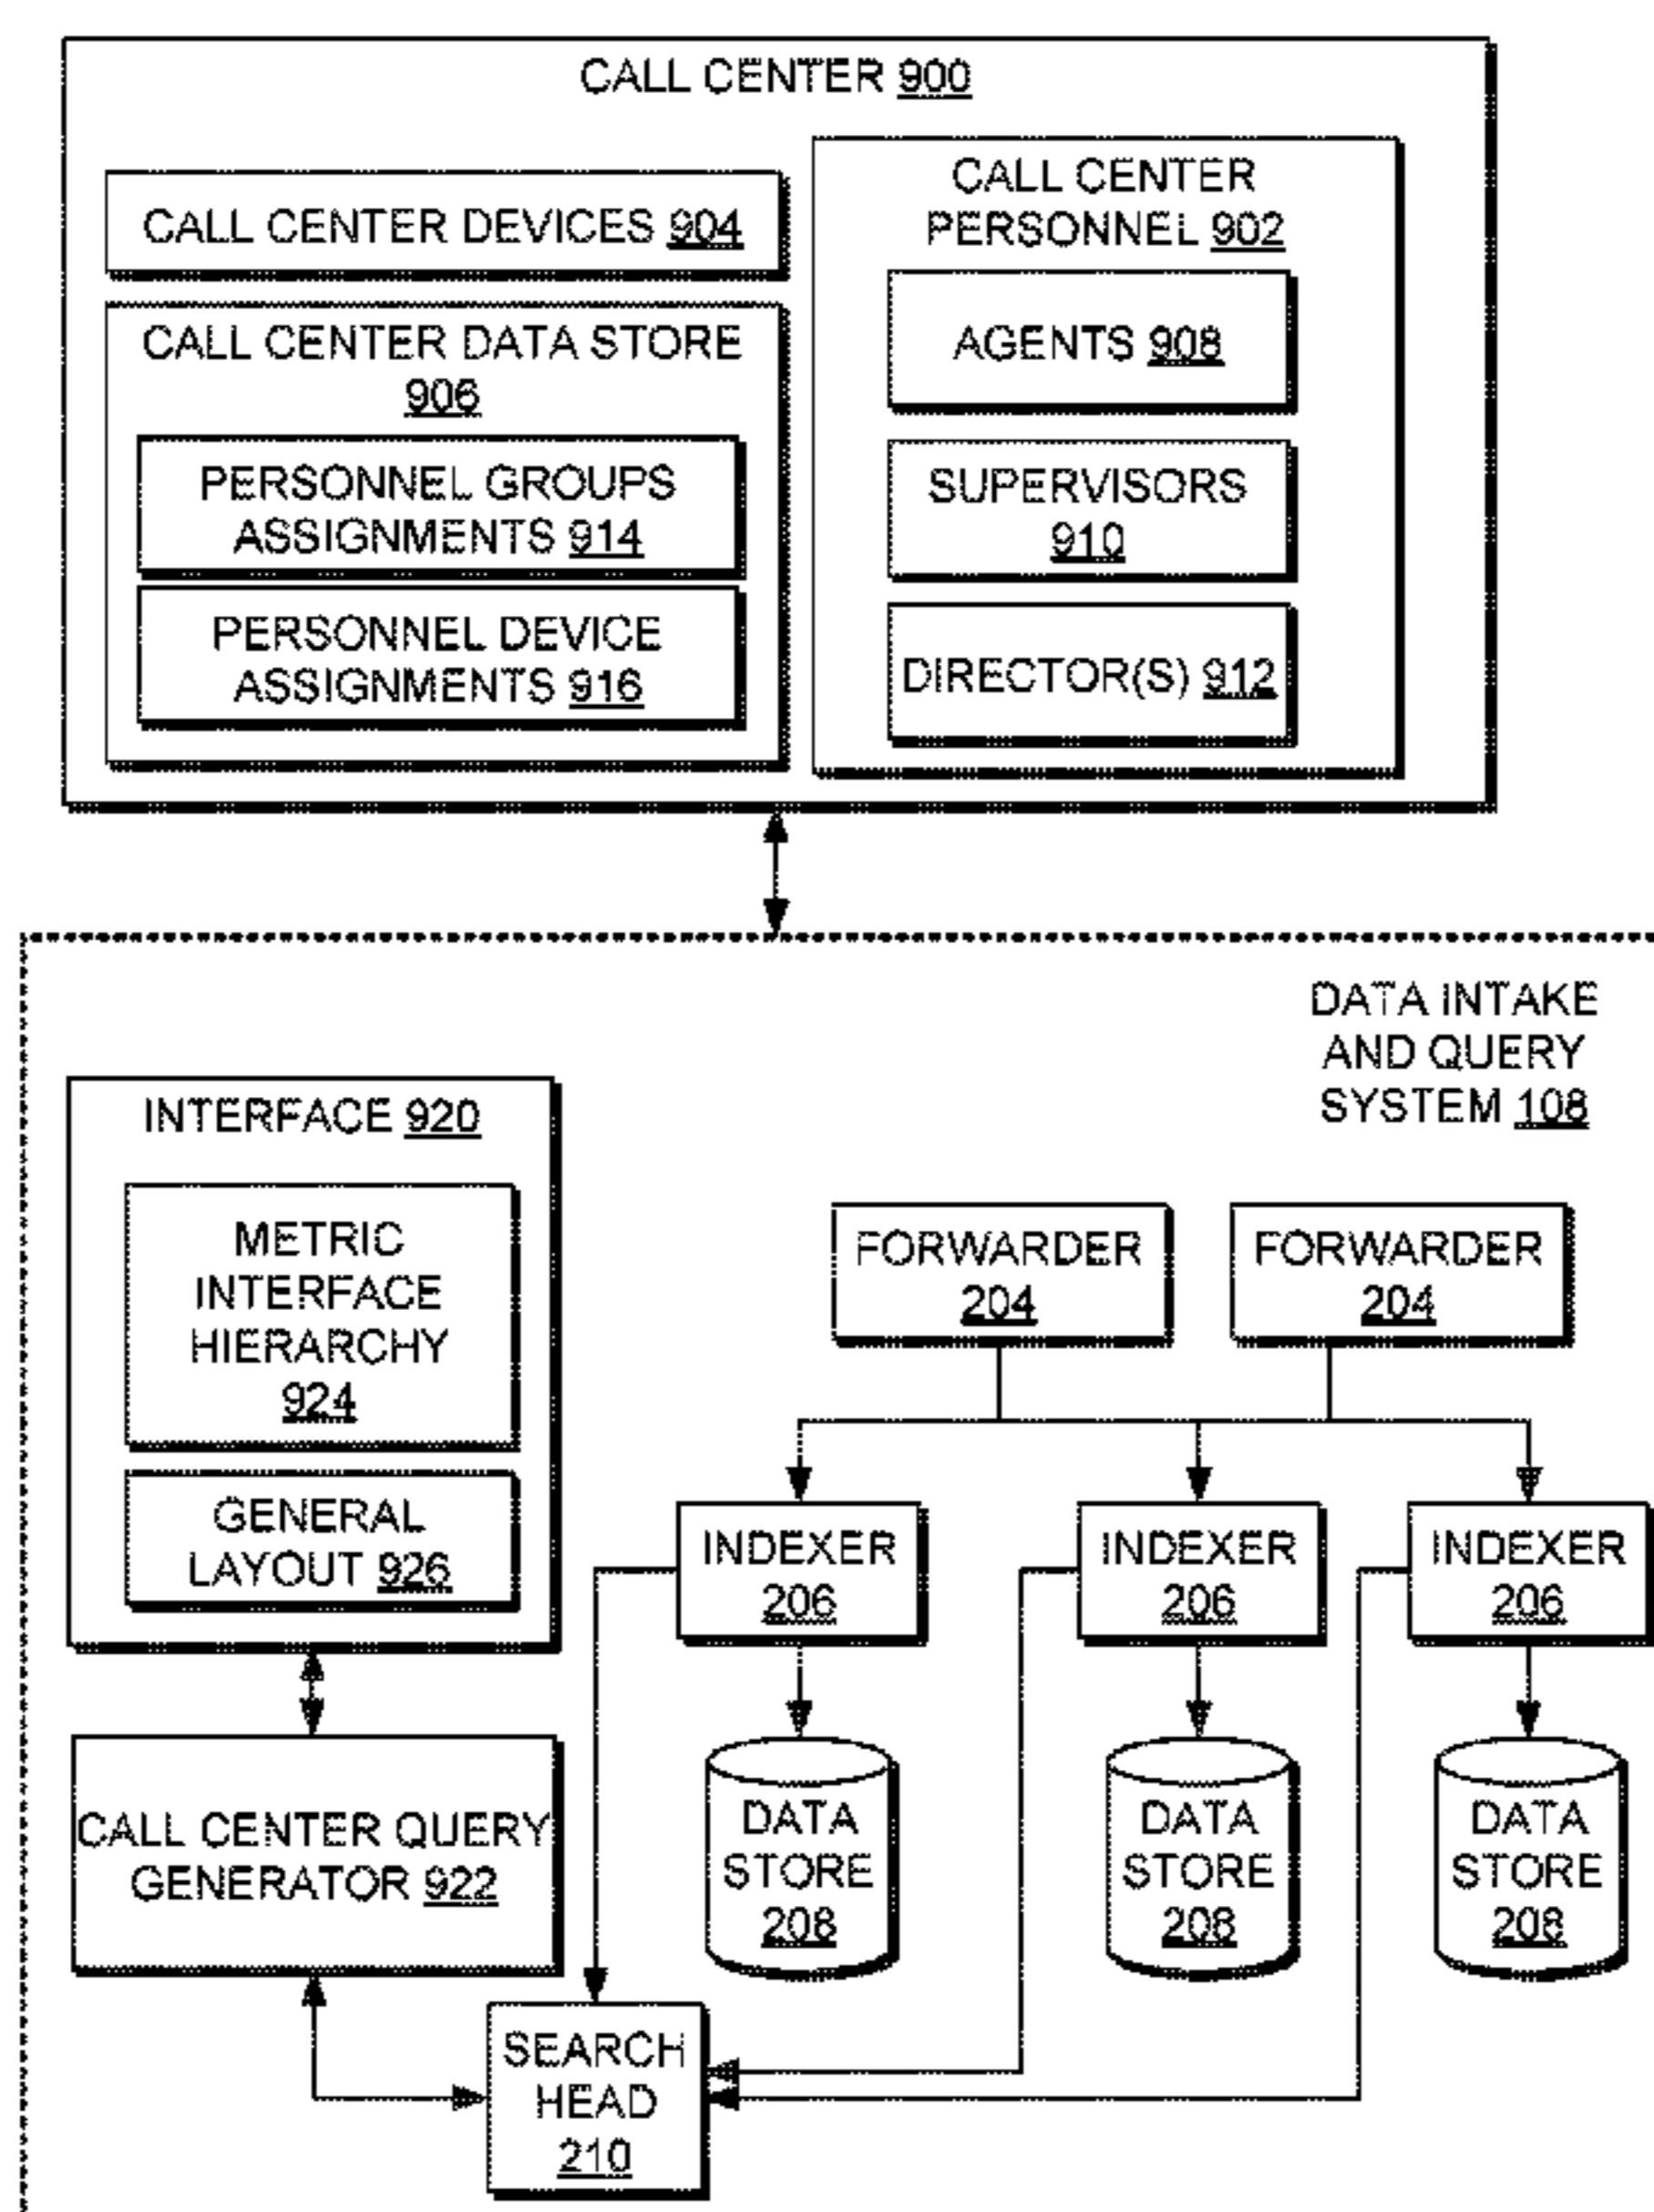 CALL CENTER 900
CALL CENTER DEVICES 904
CALL CENTER DATA STORE
906
PERSONNEL GROUPS
ASSIGNMENTS 914
PERSONNEL DEVICE
ASSIGNMENTS 916
CALL CENTER
PERSONNEL 902
AGENTS 908
SUPERVISORS
910
DIRECTOR(S) 912
DATA INTAKE
AND QUERY
SYSTEM 108
INTERFACE 920
METRIC
INTERFACE
HIERARCHY
924
GENERAL
LAYOUT 926
FORWARDER
204
FORWARDER
204
INDEXER
206
INDEXER
206
INDEXER
206
CALL CENTER QUERY
GENERATOR 922
DATA
STORE
208
DATA
STORE
208
DATA
STORE
208
SEARCH
HEAD
210